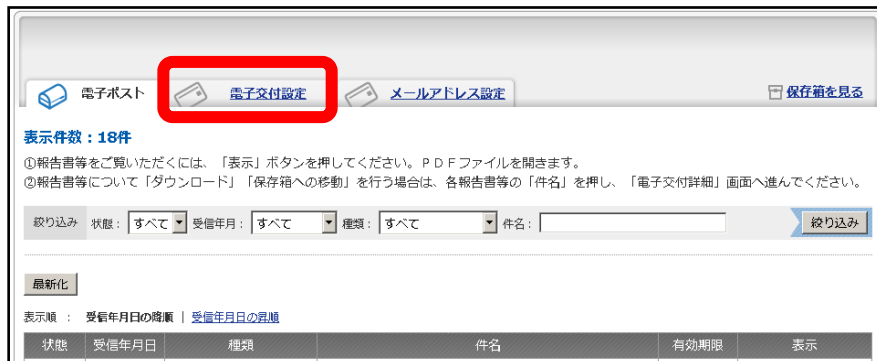 電子ポスト 電子交付設定 メールアドレス設定 保存箱を見る
表示件数：18件
①報告書等をご覧いただくには、「表示」ボタンを押してください。ＰＤＦファイルを開きます。
②報告書等について「ダウンロード」「保存箱への移動」を行う場合は、各報告書等の「件名」を押し、「電子交付詳細」画面へ進んでください。
絞り込み 状態： すべて 受信年月： すべて 種類： すべて 件名： 絞り込み
最新化
表示順 ： 受信年月日の降順 | 受信年月日の昇順
状態 受信年月日 種類 件名 有効期限 表示